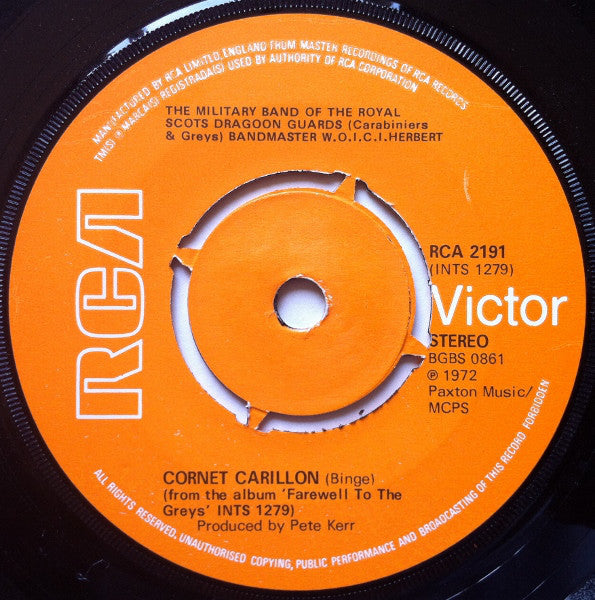 MANUFACTURED BY RCA LIMITED, ENGLAND FROM MASTER RECORDINGS OF RCA RECORDS
TM(S) ® MARCA(S) REGISTRADA(S) USED BY AUTHORITY OF RCA CORPORATION
THE MILITARY BAND OF THE ROYAL
SCOTS DRAGOON GUARDS (Carabiniers
& Greys) BANDMASTER W.O.I.C.I.HERBERT
RCA
RCA 2191
(INTS 1279)
Victor
STEREO
BGBS 0861
℗ 1972
Paxton Music/
MCPS
CORNET CARILLON (Binge)
(from the album 'Farewell To The
Greys' INTS 1279)
Produced by Pete Kerr
ALL RIGHTS RESERVED, UNAUTHORISED COPYING, PUBLIC PERFORMANCE AND BROADCASTING OF THIS RECORD FORBIDDEN